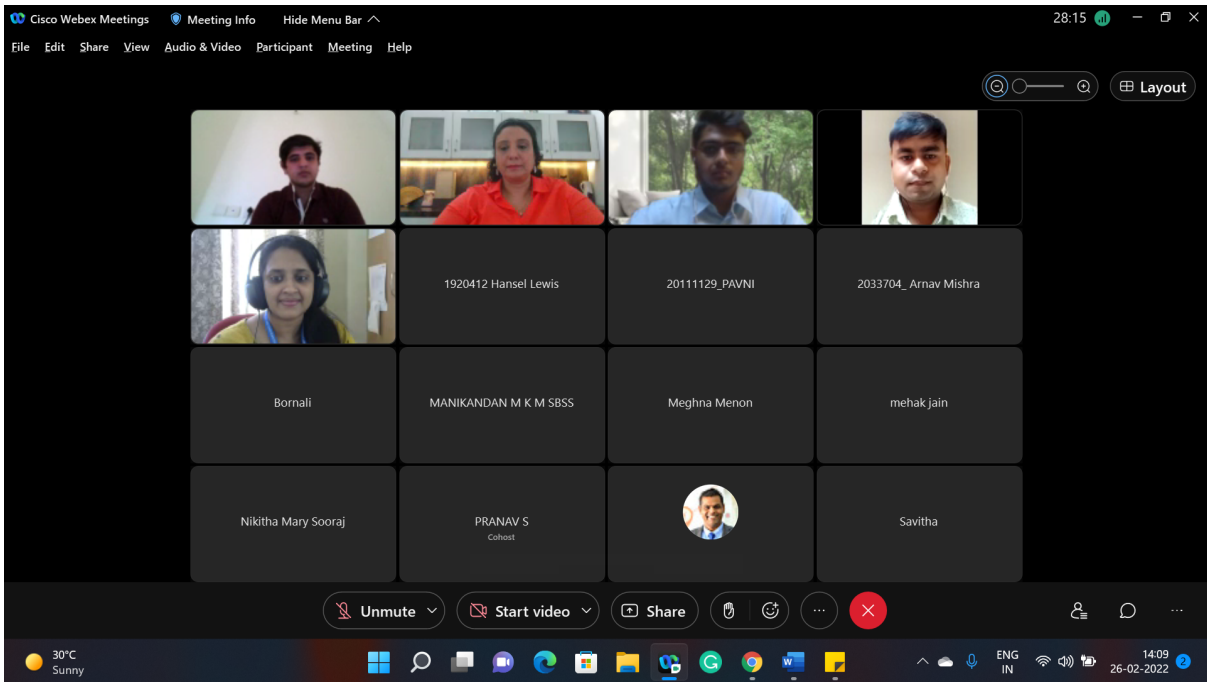 Cisco Webex Meetings Meeting Info Hide Menu Bar 28:15
File Edit Share View Audio & Video Participant Meeting Help
Layout
1920412 Hansel Lewis 20111129_PAVNI 2033704_ Arnav Mishra
Bornali MANIKANDAN M K M SBSS Meghna Menon mehak jain
Nikitha Mary Sooraj PRANAV S Savitha
Cohost
Unmute Start video Share
30°C ENG 14:09
Sunny IN 26-02-2022 2